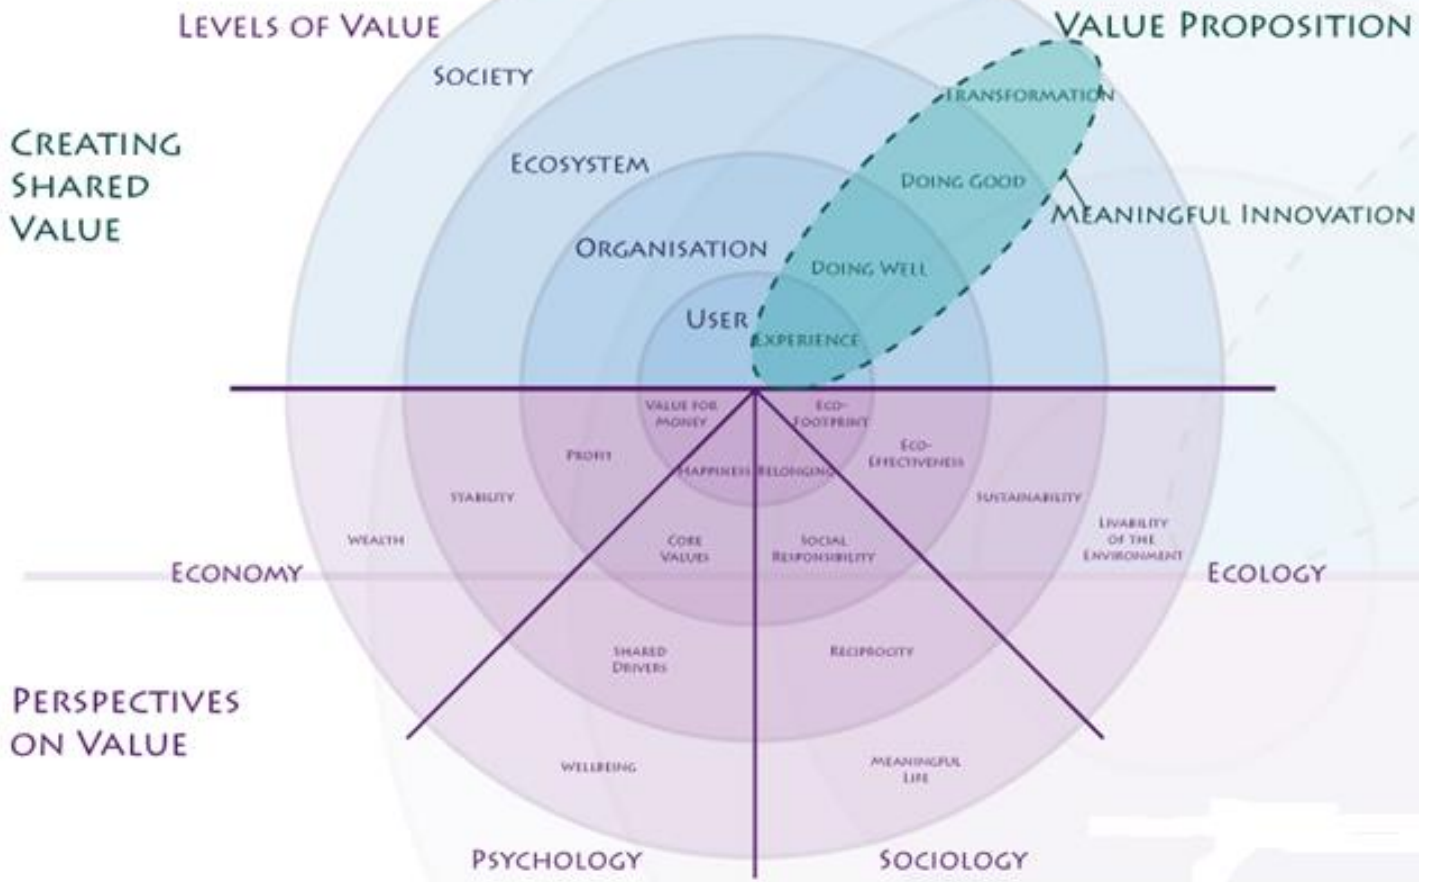 LEVELS OF VALUE
VALUE PROPOSITION
SOCIETY
TRANSFORMATION
CREATING
SHARED
VALUE
ECOSYSTEM
DOING GOOD
MEANINGFUL INNOVATION
ORGANISATION
DOING WELL
USER
EXPERIENCE
VALUE FOR
MONEY
ECO-
FOOTPRINT
PROFIT
ECO-
EFFECTIVENESS
HAPPINESS
BELONGING
STABILITY
SUSTAINABILITY
WEALTH
CORE
VALUES
SOCIAL
RESPONSIBILITY
LIVABILITY
OF THE
ENVIRONMENT
ECONOMY
ECOLOGY
SHARED
DRIVERS
RECIPROCITY
PERSPECTIVES
ON VALUE
WELLBEING
MEANINGFUL
LIFE
PSYCHOLOGY
SOCIOLOGY